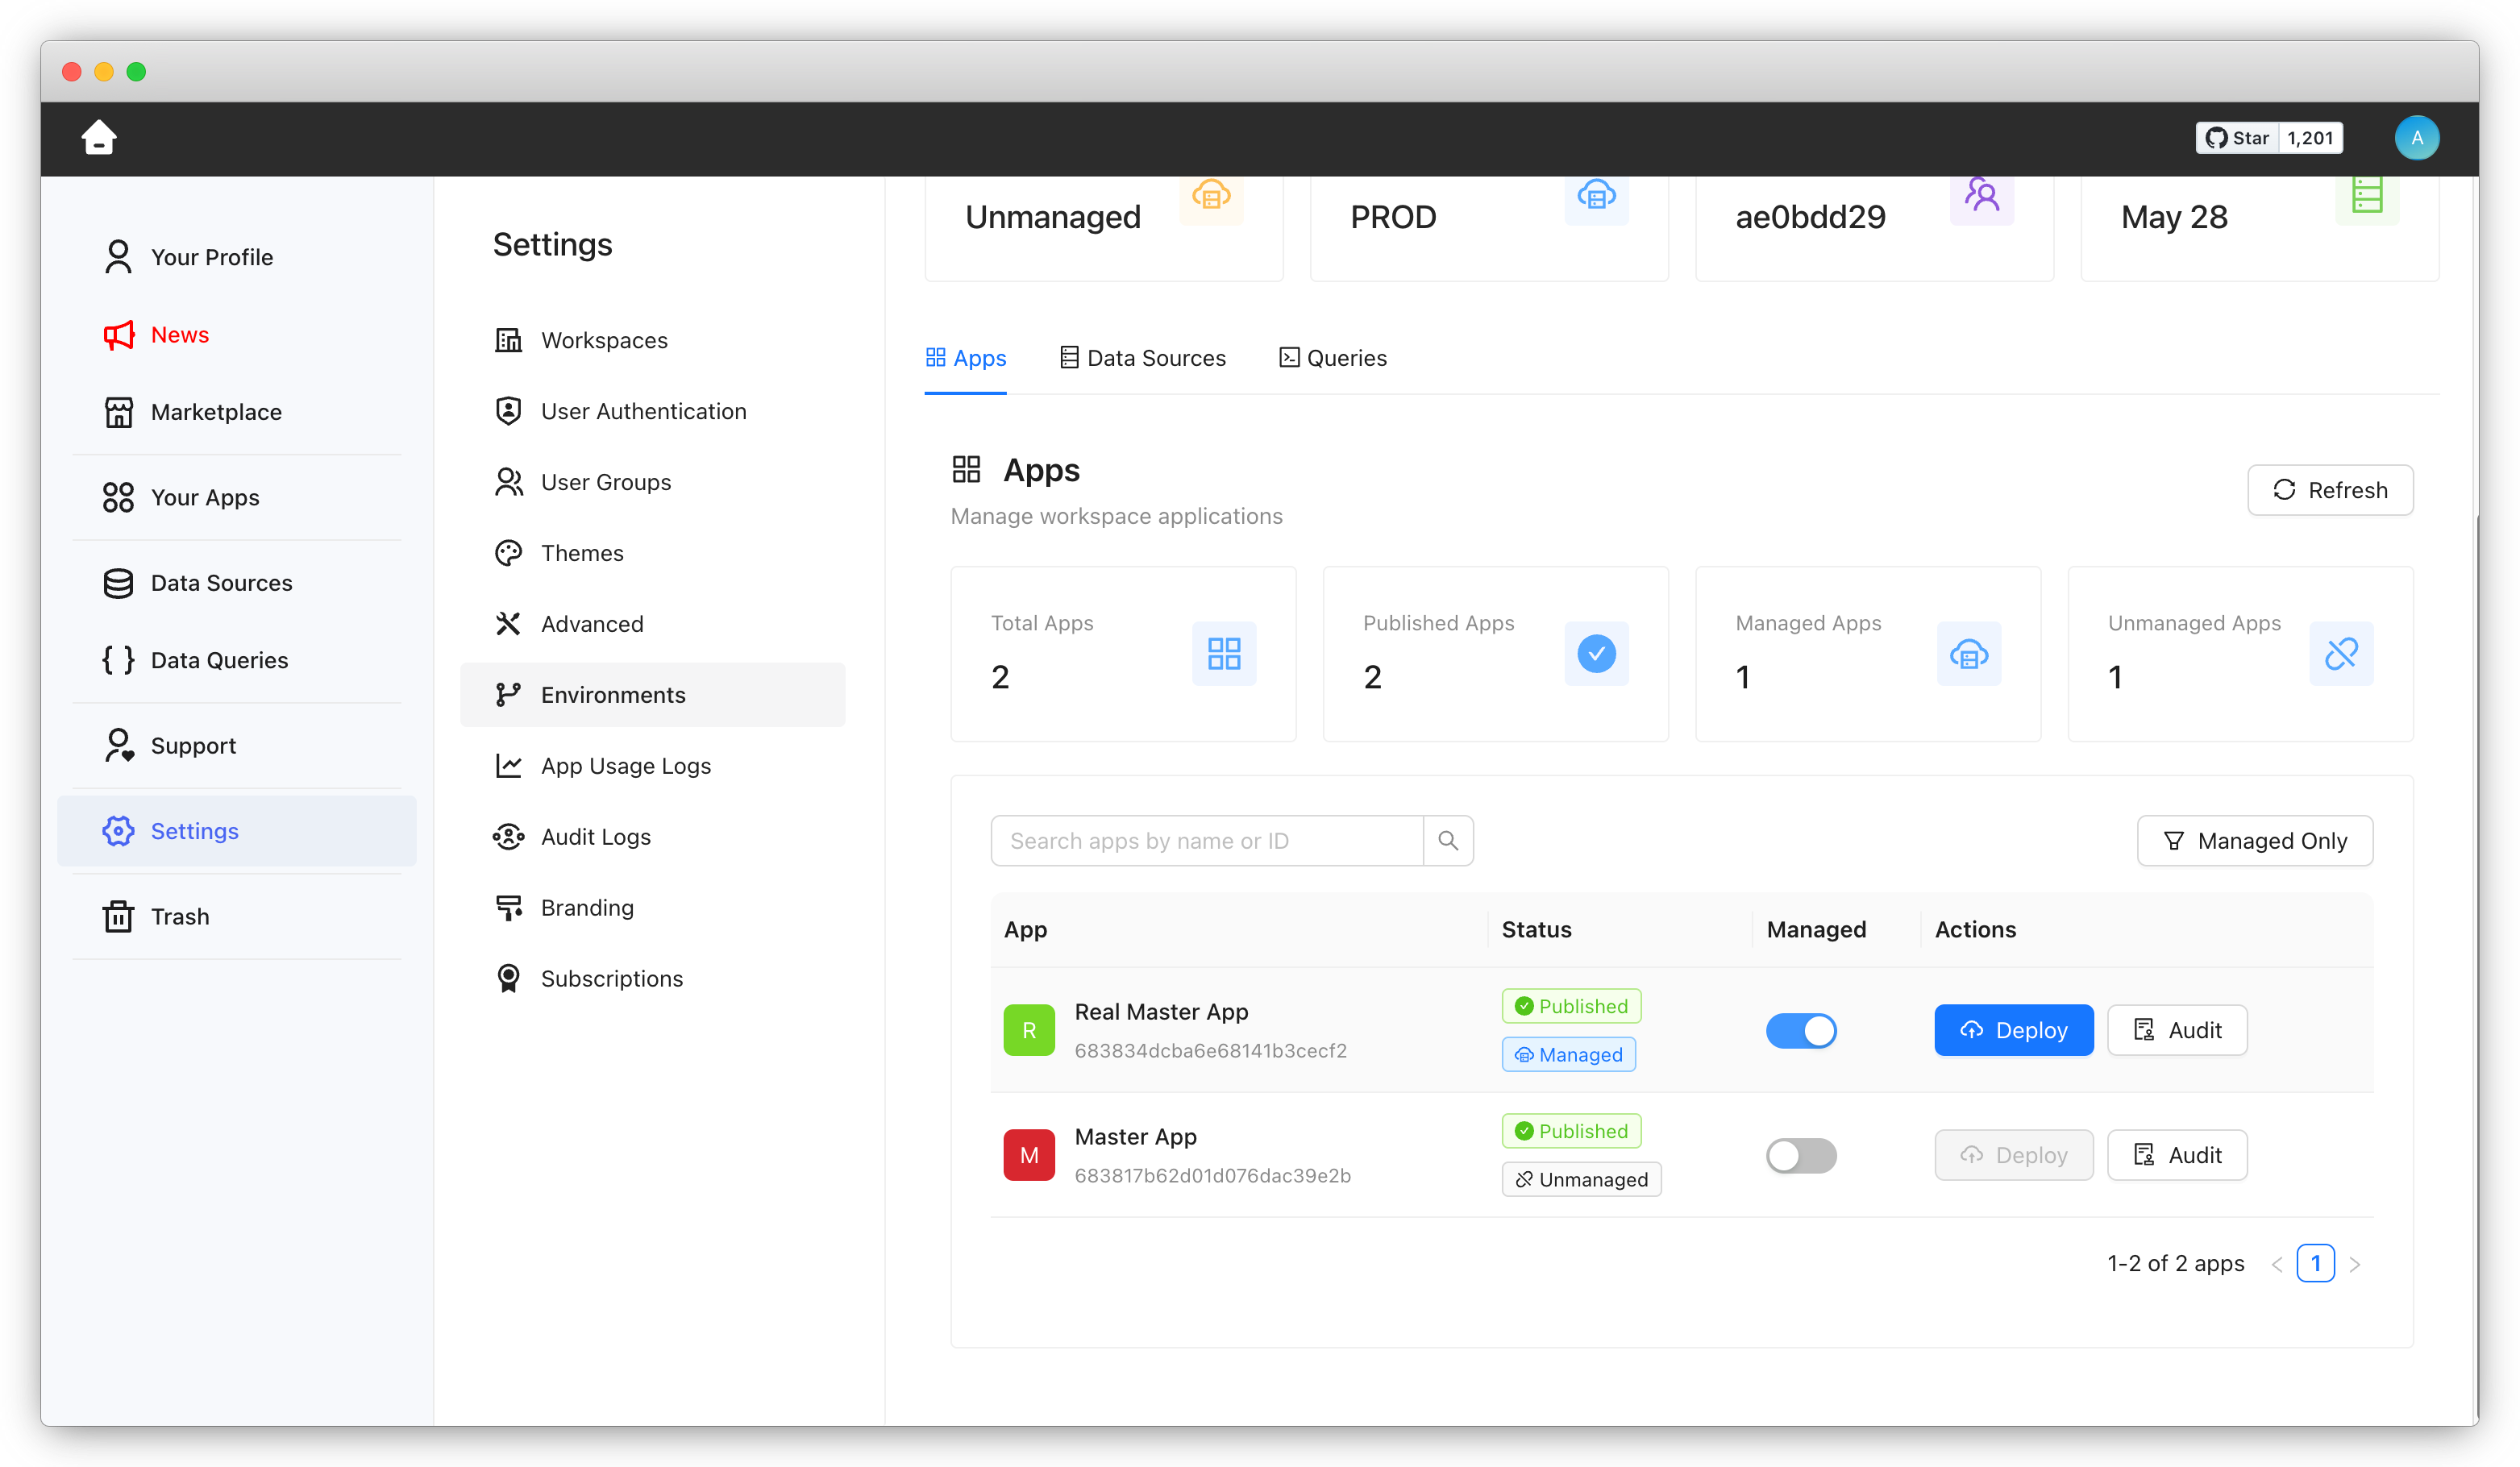 Star 1,201
A
Your Profile
News
Marketplace
Your Apps
Data Sources
Data Queries
Support
Settings
Trash
Settings
Workspaces
User Authentication
User Groups
Themes
Advanced
Environments
App Usage Logs
Audit Logs
Branding
Subscriptions
Unmanaged
PROD
ae0bdd29
May 28
Apps
Data Sources
Queries
Apps
Manage workspace applications
Refresh
Total Apps
2
Published Apps
2
Managed Apps
1
Unmanaged Apps
1
Search apps by name or ID
Managed Only
App Status Managed Actions
R
Real Master App
683834dcba6e68141b3cecf2
Published
Managed
Deploy
Audit
M
Master App
683817b62d01d076dac39e2b
Published
Unmanaged
Deploy
Audit
1-2 of 2 apps < 1 >